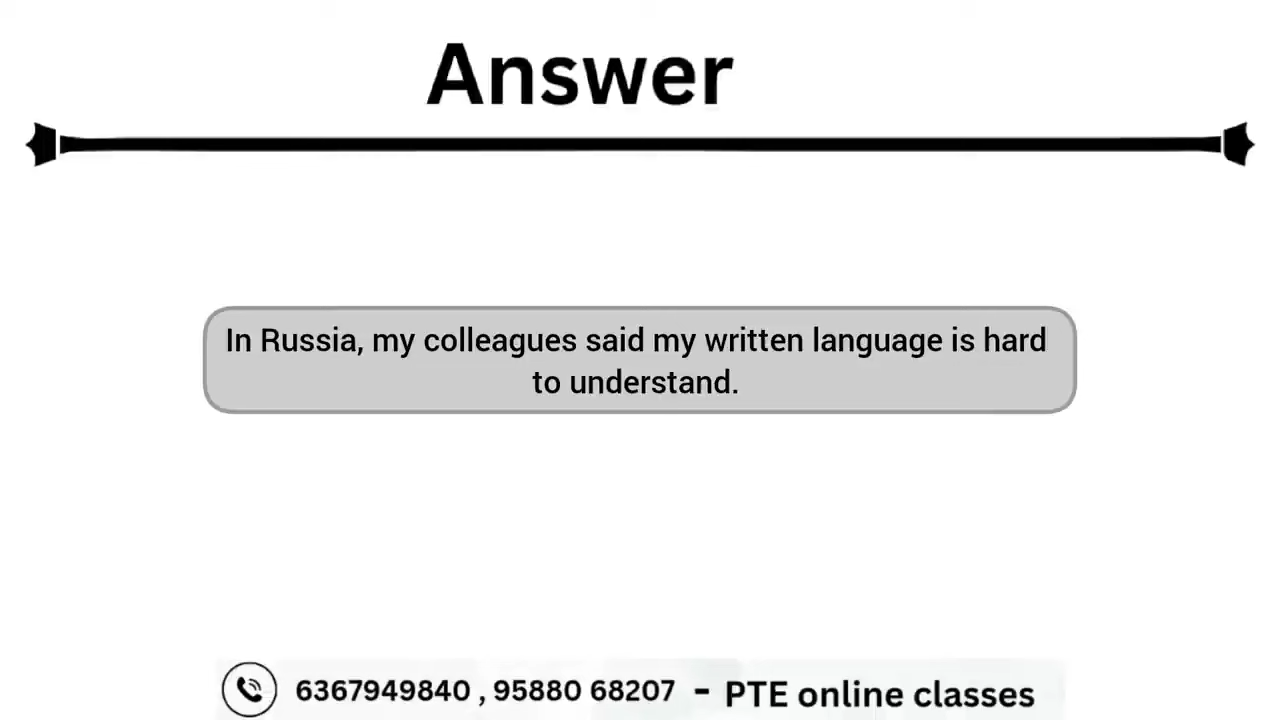 Answer
In Russia, my colleagues said my written language is hard
to understand.
6367949840 , 95880 68207 - PTE online classes